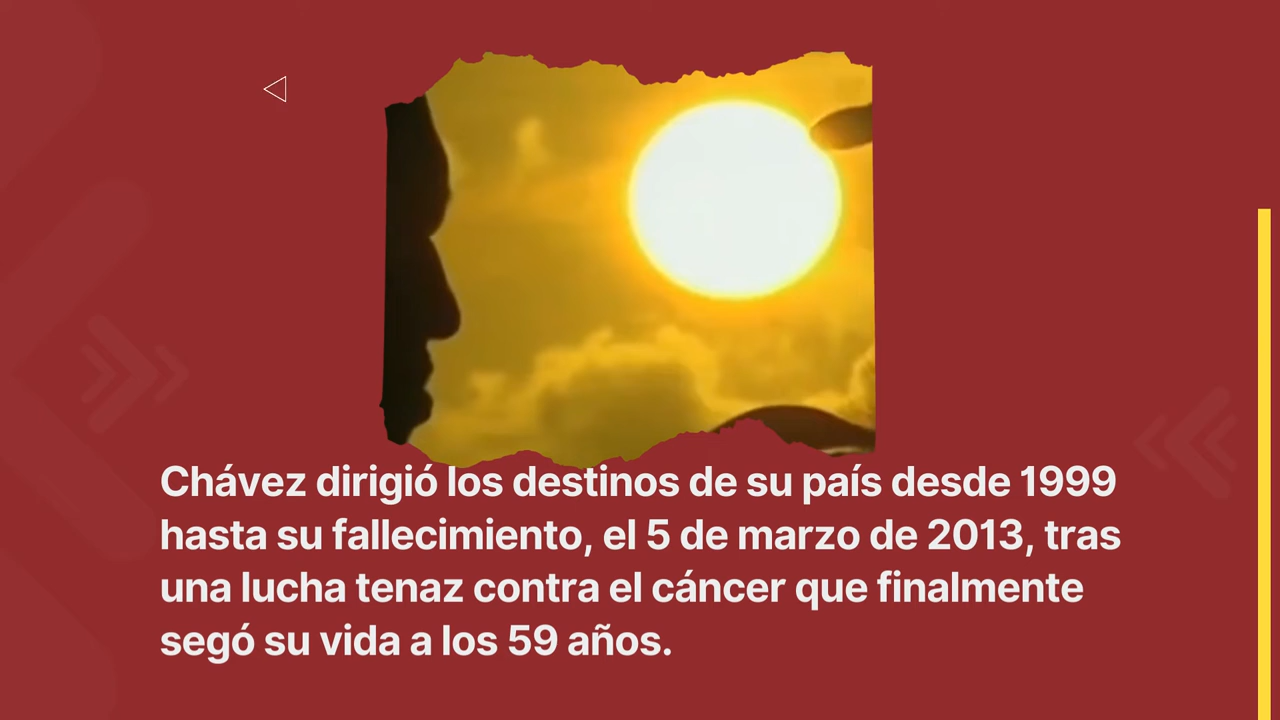 Chávez dirigió los destinos de su país desde 1999
hasta su fallecimiento, el 5 de marzo de 2013, tras
una lucha tenaz contra el cáncer que finalmente
segó su vida a los 59 años.